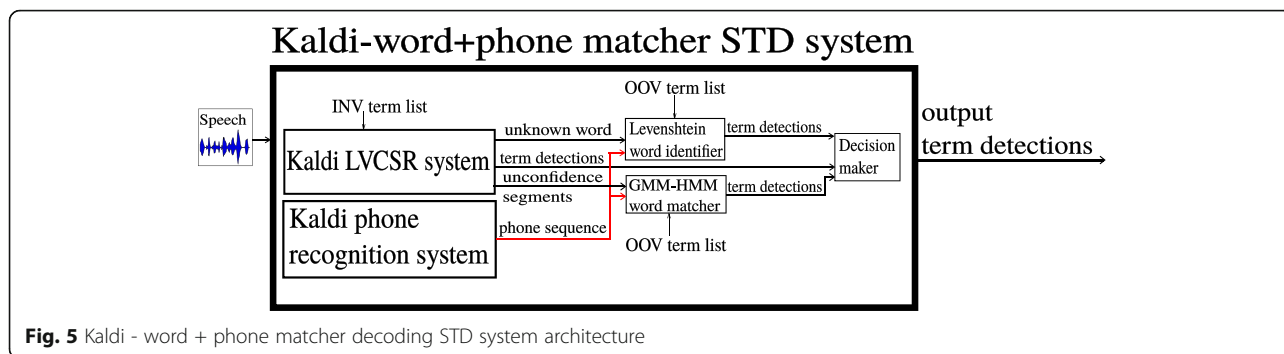 Kaldi-word+phone matcher STD system
Speech
INV term list
Kaldi LVCSR system
Kaldi phone
recognition system
unknown word
term detections
unconfidence
segments
phone sequence
OOV term list
Levenshtein
word identifier
GMM-HMM
word matcher
OOV term list
term detections
term detections
Decision
maker
output
term detections
Fig. 5 Kaldi - word + phone matcher decoding STD system architecture